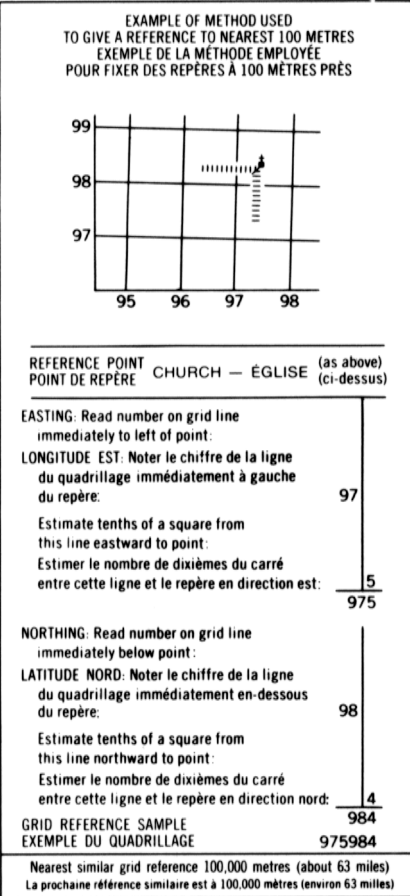 EXAMPLE OF METHOD USED
TO GIVE A REFERENCE TO NEAREST 100 METRES
EXEMPLE DE LA MÉTHODE EMPLOYÉE
POUR FIXER DES REPÈRES À 100 MÈTRES PRÈS
99
98
97
95 96 97 98
REFERENCE POINT
POINT DE REPÈRE
CHURCH — ÉGLISE
(as above)
(ci-dessus)
EASTING: Read number on grid line
immediately to left of point:
LONGITUDE EST: Noter le chiffre de la ligne
du quadrillage immédiatement à gauche
du repère: 97
Estimate tenths of a square from
this line eastward to point:
Estimer le nombre de dixièmes du carré
entre cette ligne et le repère en direction est: 5
975
NORTHING: Read number on grid line
immediately below point:
LATITUDE NORD: Noter le chiffre de la ligne
du quadrillage immédiatement en-dessous
du repère: 98
Estimate tenths of a square from
this line northward to point:
Estimer le nombre de dixièmes du carré
entre cette ligne et le repère en direction nord: 4
984
GRID REFERENCE SAMPLE
EXEMPLE DU QUADRILLAGE 975984
Nearest similar grid reference 100,000 metres (about 63 miles)
La prochaine référence similaire est à 100,000 mètres (environ 63 miles)